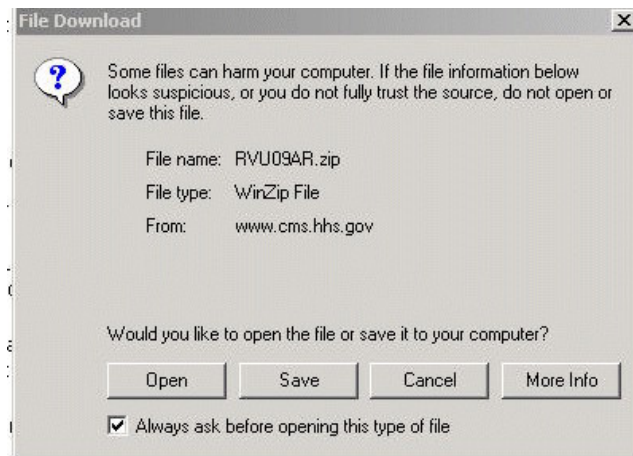 File Download
Some files can harm your computer. If the file information below
looks suspicious, or you do not fully trust the source, do not open or
save this file.
File name: RVU09AR.zip
File type: WinZip File
From: www.cms.hhs.gov
Would you like to open the file or save it to your computer?
Open Save Cancel More Info
Always ask before opening this type of file